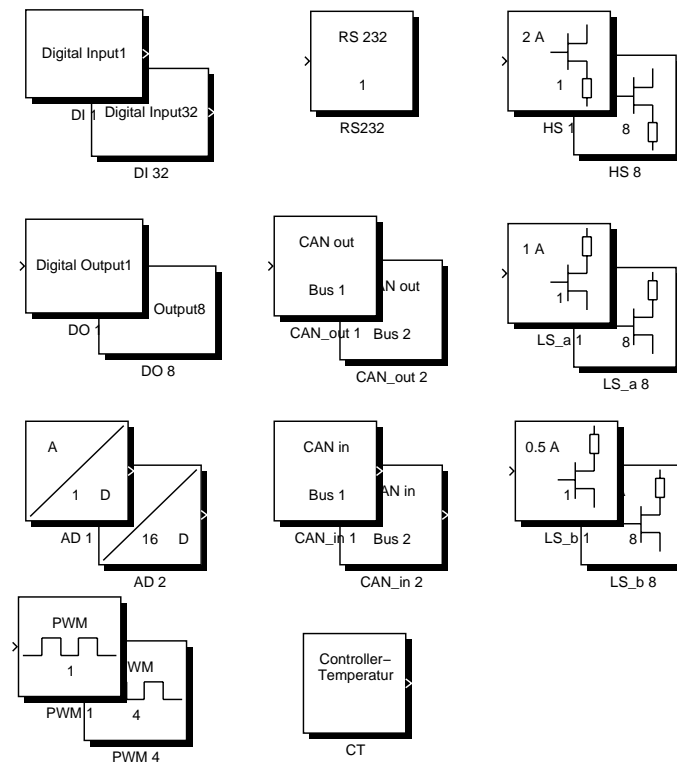 Digital Input1
Digital Input32
DI 1
DI 32
RS 232
1
RS232
2 A
1
8
HS 1
HS 8
Digital Output1
Output8
DO 1
DO 8
CAN out
Bus 1
AN out
Bus 2
CAN_out 1
CAN_out 2
1 A
1
8
LS_a 1
LS_a 8
A
1 D
16 D
AD 1
AD 2
CAN in
Bus 1
AN in
Bus 2
CAN_in 1
CAN_in 2
0.5 A
1
8
LS_b 1
LS_b 8
PWM
1
WM
4
PWM 1
PWM 4
Controller–
Temperatur
CT